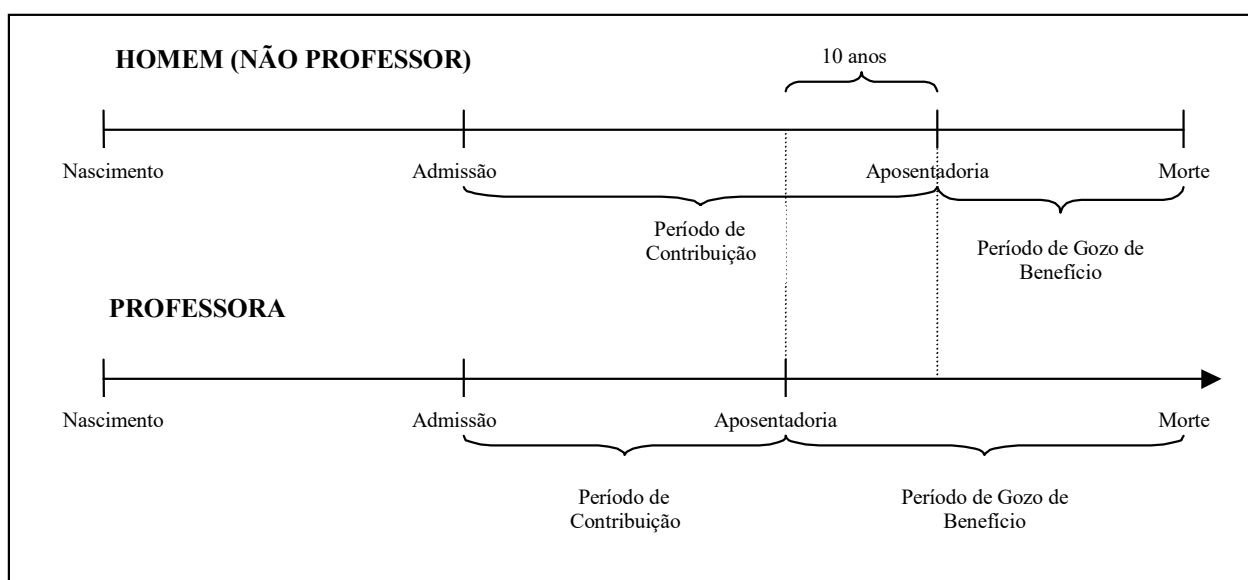 HOMEM (NÃO PROFESSOR)
10 anos
Nascimento
Admissão
Aposentadoria
Morte
Período de
Contribuição
Período de Gozo de
Benefício
PROFESSORA
Nascimento
Admissão
Aposentadoria
Morte
Período de
Contribuição
Período de Gozo de
Benefício